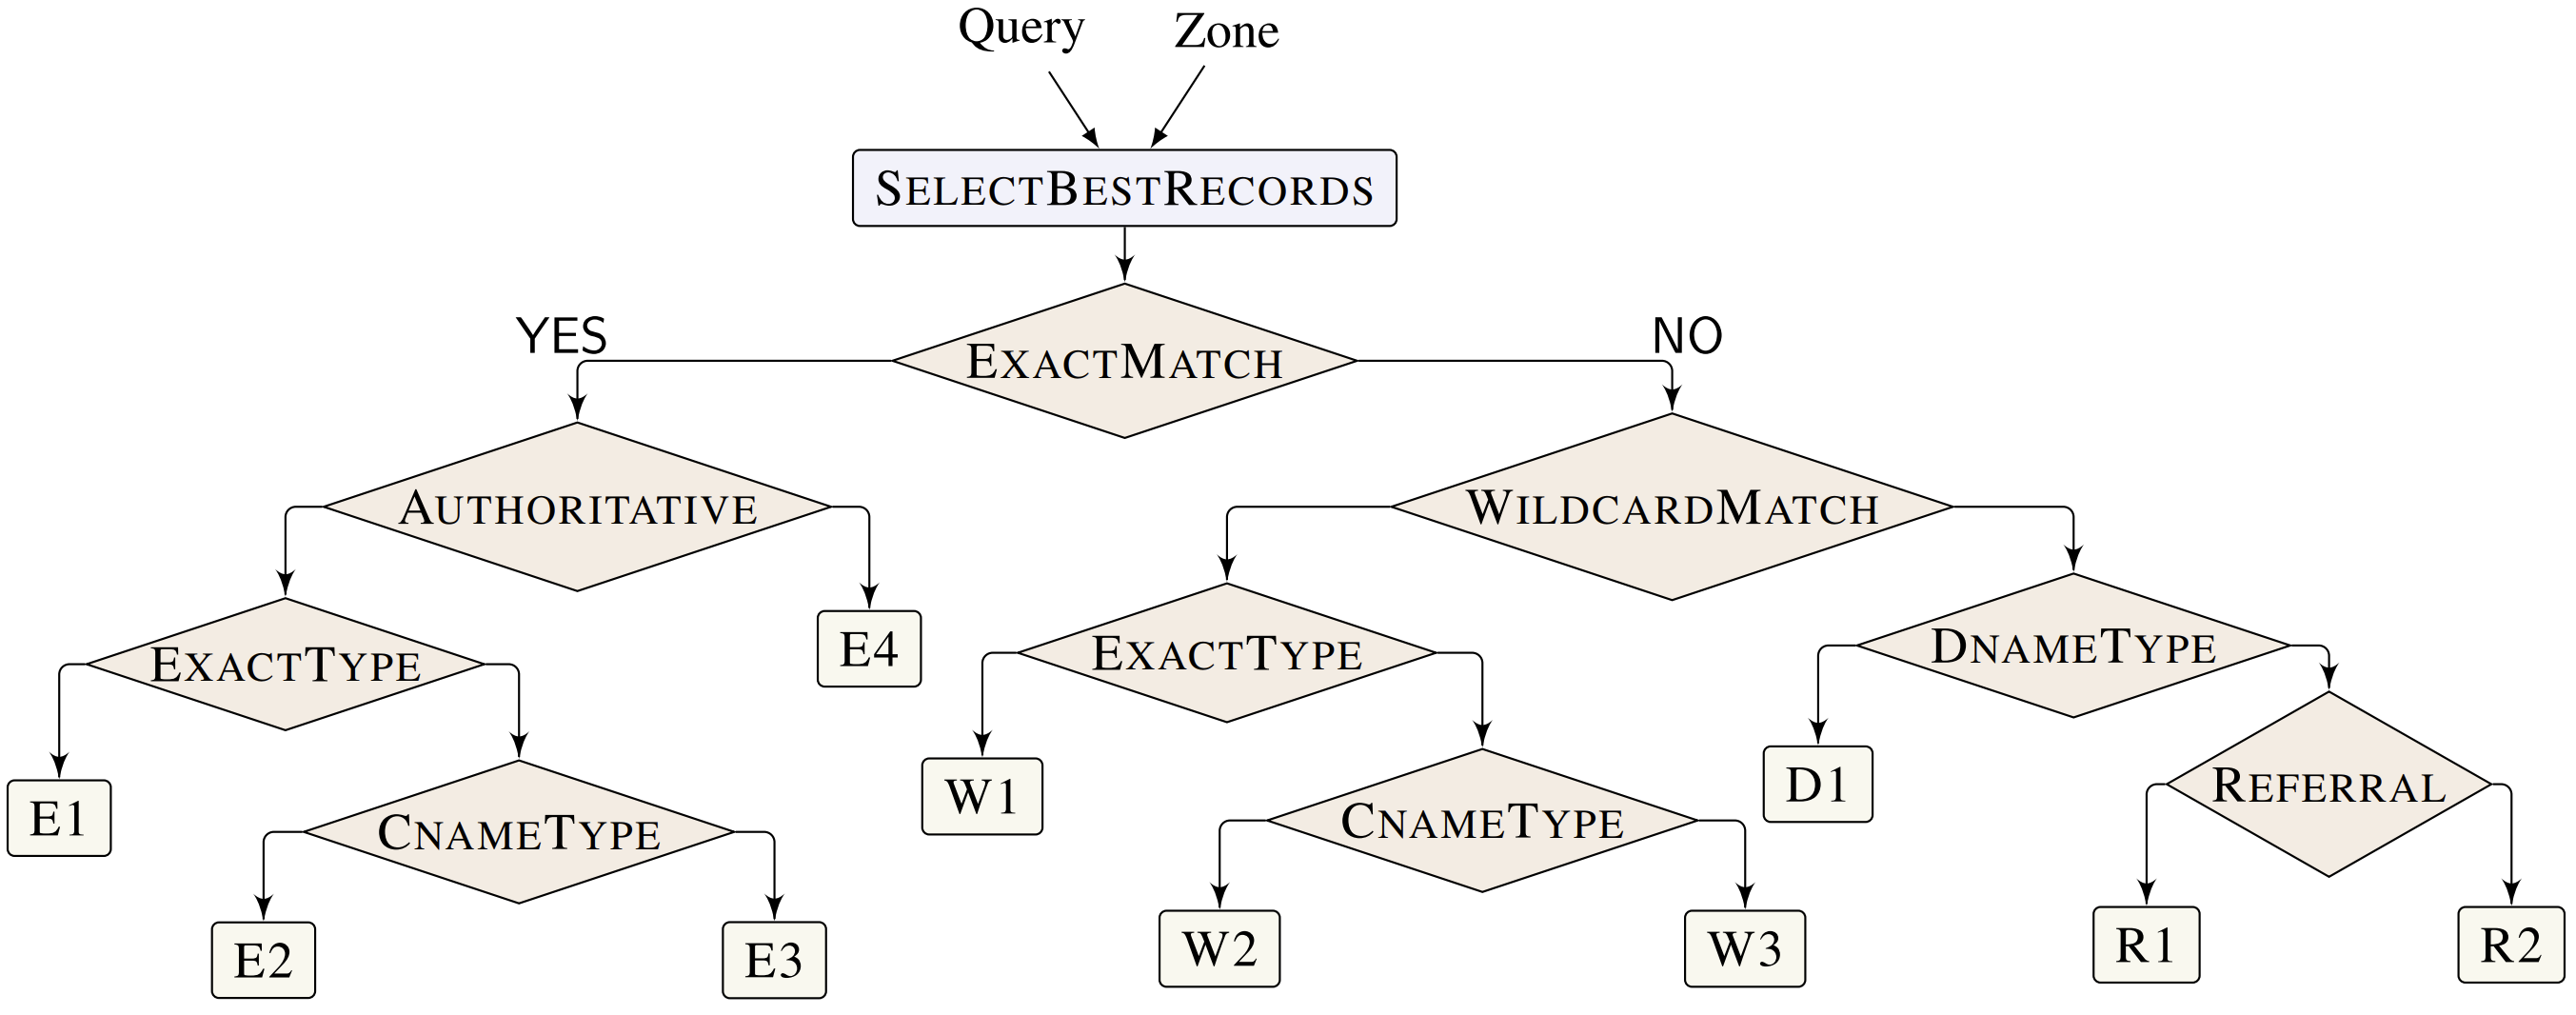 Query
Zone
SELECTBESTRECORDS
EXACTMATCH
YES
NO
AUTHORITATIVE
WILDCARDMATCH
EXACTTYPE
E4
EXACTTYPE
DNAMETYPE
E1
CNAMETYPE
W1
CNAMETYPE
D1
REFERRAL
E2
E3
W2
W3
R1
R2